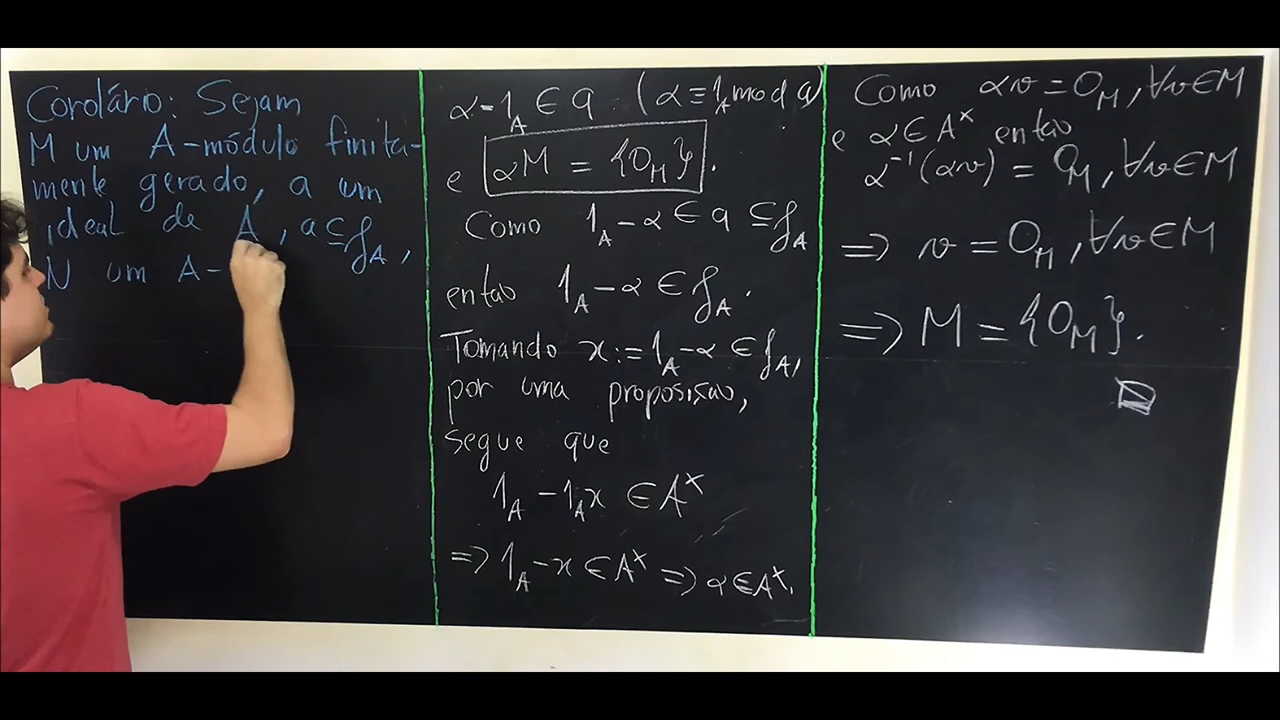 Corolário: Sejam
M um A-módulo finita-
mente gerado, a um
ideal de A, a ⊆ J_A,
N um A-
α - 1_A ∈ a (α ≡ 1_A mod a)
e αM = {0_M}.
Como 1_A - α ∈ a ⊆ J_A
então 1_A - α ∈ J_A.
Tomando x := 1_A - α ∈ J_A,
por uma proposição,
segue que
1_A - 1_A x ∈ A^×
⇒ 1_A - x ∈ A^× ⇒ α ∈ A^×.
Como αv = 0_M, ∀v ∈ M
e α ∈ A^× então
α^{-1}(αv) = 0_M, ∀v ∈ M
⇒ v = 0_M, ∀v ∈ M
⇒ M = {0_M}.